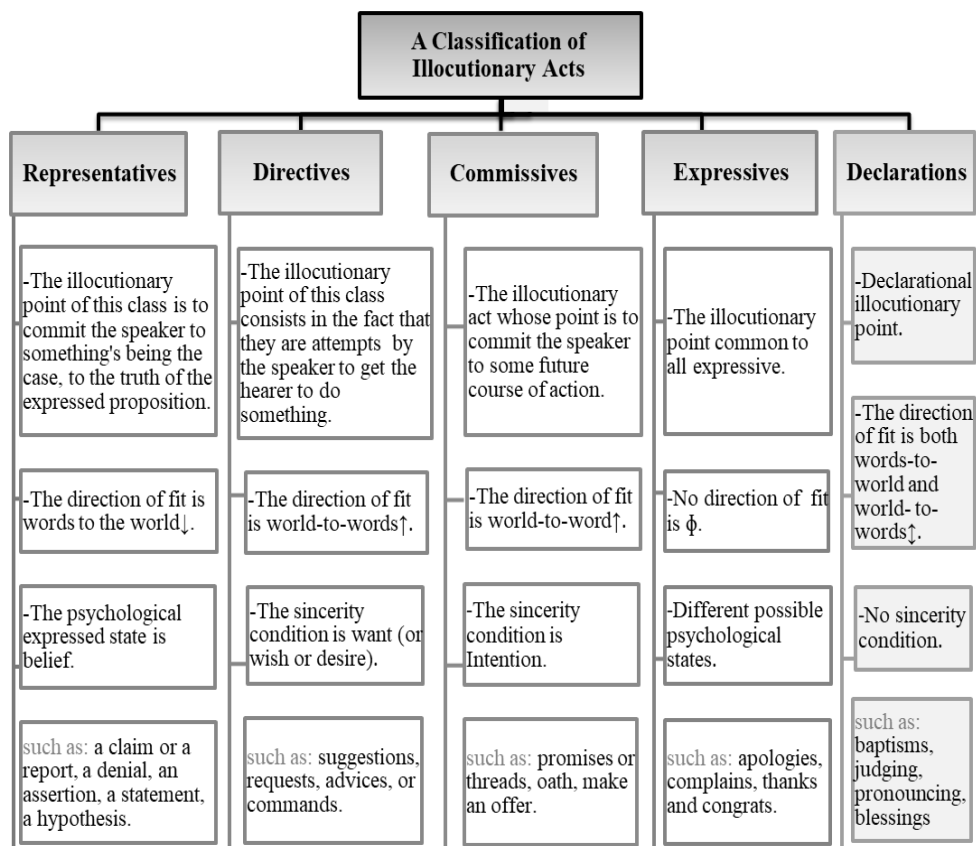 A Classification of
Illocutionary Acts
Representatives
Directives
Commissives
Expressives
Declarations
-The illocutionary
point of this class is to
commit the speaker to
something's being the
case, to the truth of the
expressed proposition.
-The direction of fit is
words to the world↓.
-The psychological
expressed state is
belief.
such as: a claim or a
report, a denial, an
assertion, a statement,
a hypothesis.
-The illocutionary
point of this class
consists in the fact that
they are attempts by
the speaker to get the
hearer to do
something.
-The direction of fit
is world-to-words↑.
-The sincerity
condition is want (or
wish or desire).
such as: suggestions,
requests, advices, or
commands.
-The illocutionary
act whose point is to
commit the speaker
to some future
course of action.
-The direction of fit
is world-to-word↑.
-The sincerity
condition is
Intention.
such as: promises or
threads, oath, make
an offer.
-The illocutionary
point common to
all expressive.
-No direction of fit
is ɸ.
-Different possible
psychological
states.
such as: apologies,
complains, thanks
and congrats.
-Declarational
illocutionary
point.
-The direction
of fit is both
words-to-
world and
world- to-
words↕.
-No sincerity
condition.
such as:
baptisms,
judging,
pronouncing,
blessings